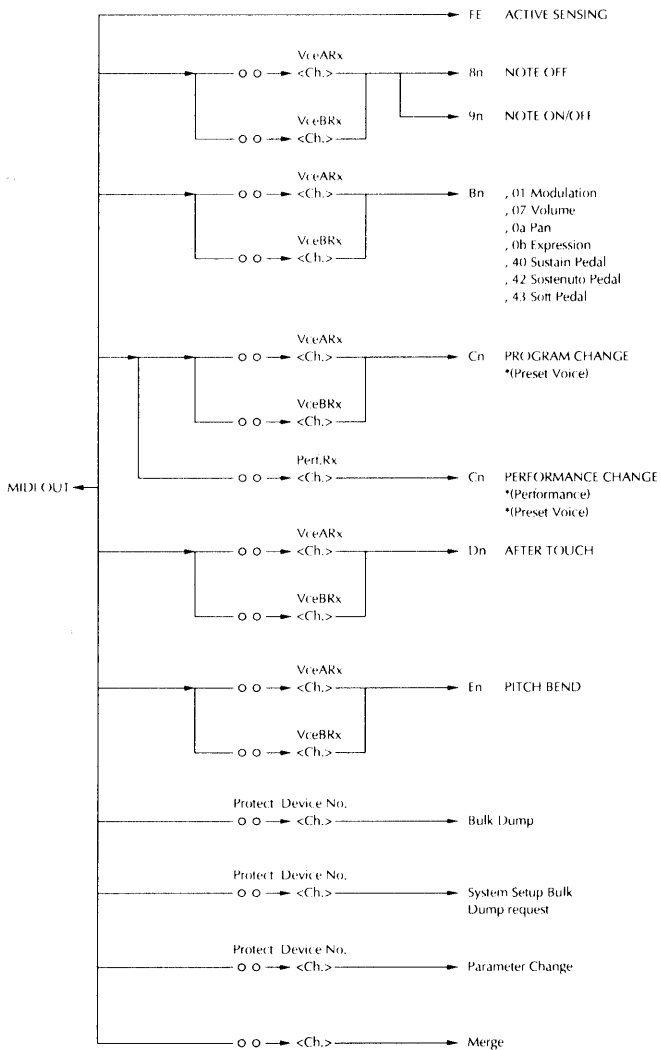 FE ACTIVE SENSING
VceARx
<Ch.> 8n NOTE OFF
9n NOTE ON/OFF
VceBRx
<Ch.>
VceARx
<Ch.> Bn , 01 Modulation
, 07 Volume
, 0a Pan
VceBRx
, 0b Expression
<Ch.>
, 40 Sustain Pedal
, 42 Sostenuto Pedal
, 43 Soft Pedal
VceARx
<Ch.> Cn PROGRAM CHANGE
*(Preset Voice)
VceBRx
<Ch.>
Perf.Rx
<Ch.> Cn PERFORMANCE CHANGE
MIDI OUT
*(Performance)
*(Preset Voice)
VceARx
<Ch.> Dn AFTER TOUCH
VceBRx
<Ch.>
VceARx
<Ch.> En PITCH BEND
VceBRx
<Ch.>
Protect Device No.
<Ch.> Bulk Dump
Protect Device No.
<Ch.> System Setup Bulk
Dump request
Protect Device No.
<Ch.> Parameter Change
<Ch.> Merge